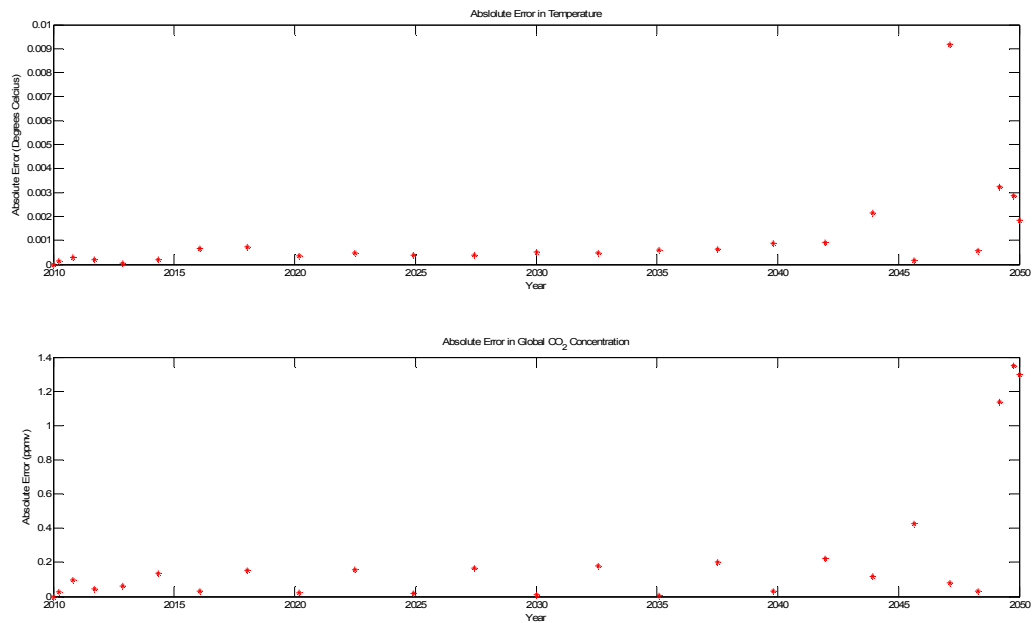 Abslolute Error in Temperature
0.01
0.009
0.008
0.007
0.006
0.005
0.004
0.003
0.002
0.001
0
Absolute Error (Degrees Celcius)
2010 2015 2020 2025 2030 2035 2040 2045 2050
Year
Absolute Error in Global CO₂ Concentration
1.4
1.2
1
0.8
0.6
0.4
0.2
0
Absolute Error (ppmv)
2010 2015 2020 2025 2030 2035 2040 2045 2050
Year